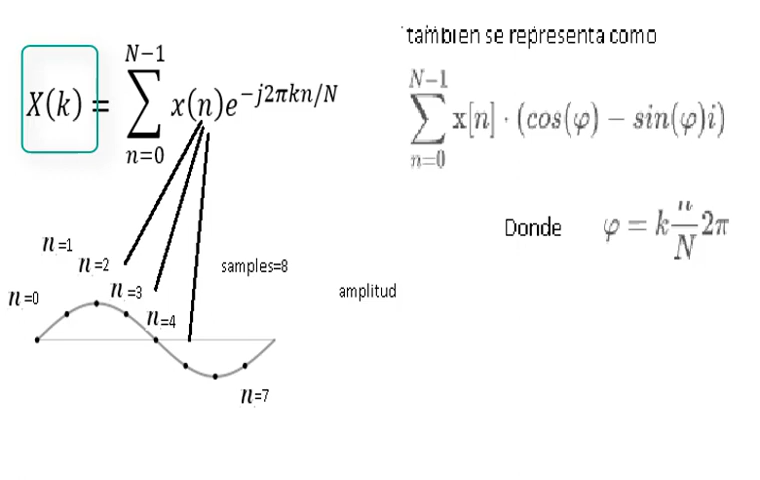 también se representa como
N−1
X(k) = ∑ x(n)e^{−j2πkn/N}
n=0
N−1
∑ x[n] · (cos(φ) − sin(φ)i)
n=0
Donde φ = k n/N 2π
n=1
n=2
samples=8
n=0
n=3
amplitud
n=4
n=7